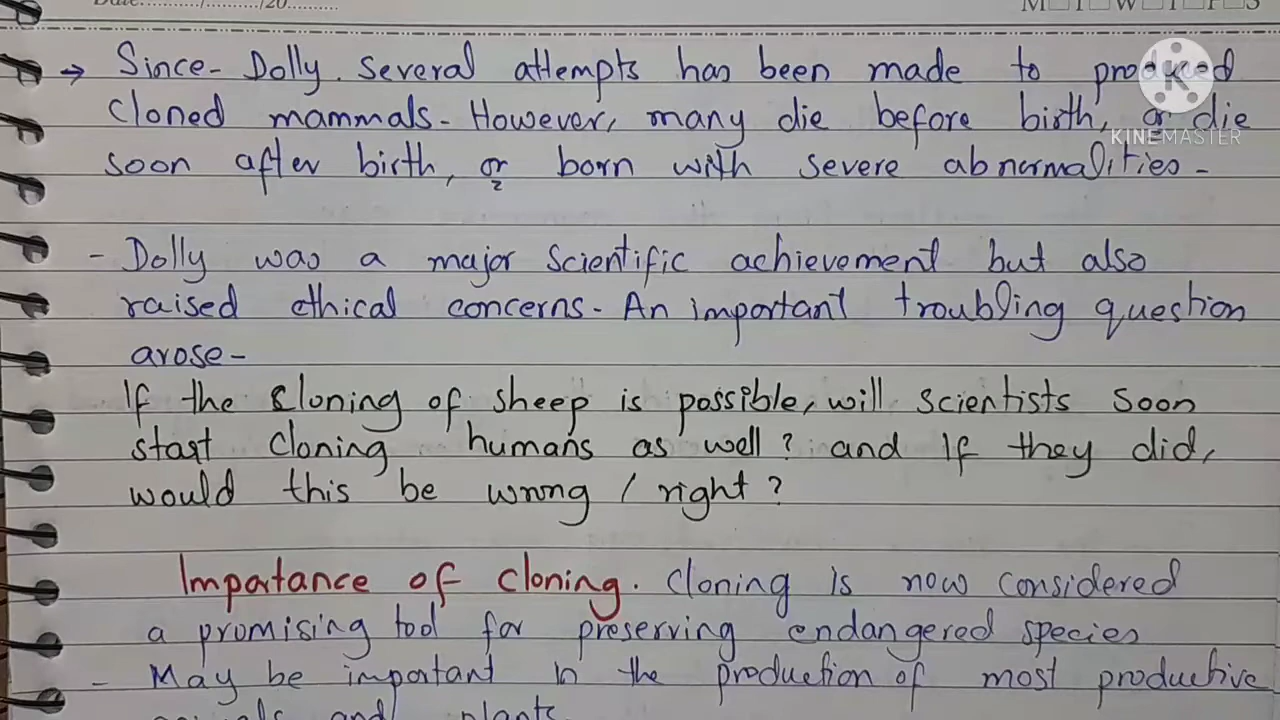 Date:........../........../20..........
M T W T F S
→ Since- Dolly. Several attempts has been made to produced
cloned mammals- However, many die before birth, or die
KINEMASTER
soon after birth, or born with severe abnormalities -
- Dolly was a major scientific achievement but also
raised ethical concerns- An important troubling question
arose-
If the cloning of sheep is possible, will scientists soon
start cloning humans as well? and If they did,
would this be wrong / right?
Importance of cloning. Cloning is now considered
a promising tool for preserving endangered species
- May be important in the production of most productive
and plants.